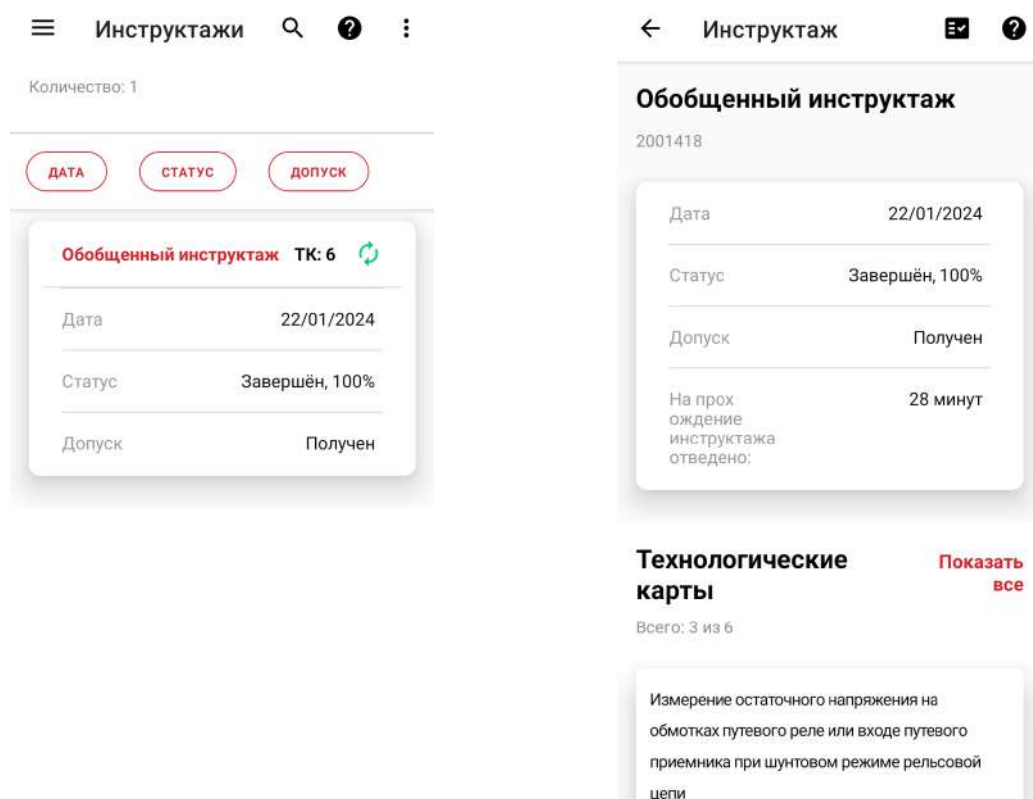 Инструктажи
Количество: 1
ДАТА СТАТУС ДОПУСК
Обобщенный инструктаж ТК: 6
Дата 22/01/2024
Статус Завершён, 100%
Допуск Получен
Инструктаж
Обобщенный инструктаж
2001418
Дата 22/01/2024
Статус Завершён, 100%
Допуск Получен
На прох 28 минут
ождение
инструктажа
отведено:
Технологические Показать
карты все
Всего: 3 из 6
Измерение остаточного напряжения на
обмотках путевого реле или входе путевого
приемника при шунтовом режиме рельсовой
цепи